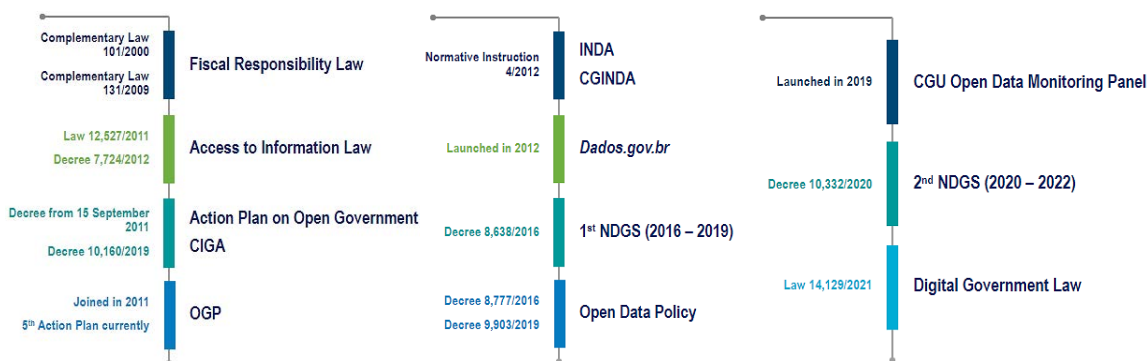 Complementary Law
101/2000
Complementary Law
131/2009
Fiscal Responsibility Law
Law 12,527/2011
Decree 7,724/2012
Access to Information Law
Decree from 15 September
2011
Decree 10,160/2019
Action Plan on Open Government
CIGA
Joined in 2011
5th Action Plan currently
OGP
Normative Instruction
4/2012
INDA
CGINDA
Launched in 2012
Dados.gov.br
Decree 8,638/2016
1st NDGS (2016 – 2019)
Decree 8,777/2016
Decree 9,903/2019
Open Data Policy
Launched in 2019
CGU Open Data Monitoring Panel
Decree 10,332/2020
2nd NDGS (2020 – 2022)
Law 14,129/2021
Digital Government Law